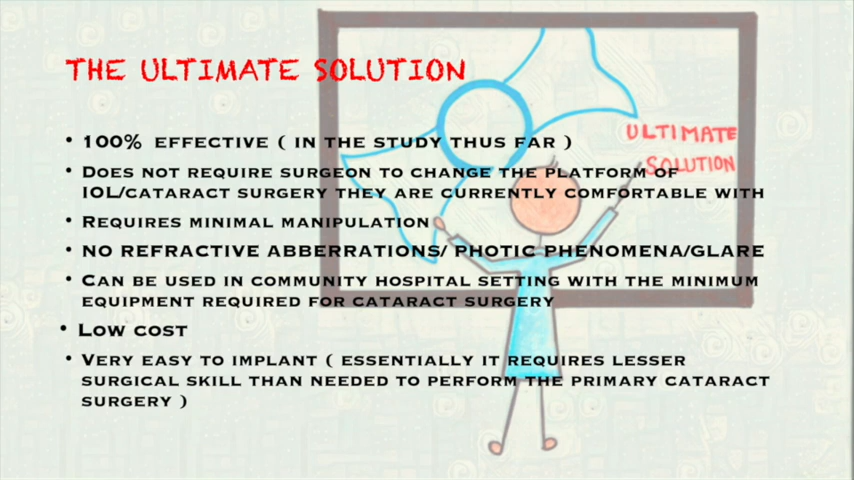 THE ULTIMATE SOLUTION
• 100% EFFECTIVE ( IN THE STUDY THUS FAR )
ULTIMATE
SOLUTION
• DOES NOT REQUIRE SURGEON TO CHANGE THE PLATFORM OF
IOL/CATARACT SURGERY THEY ARE CURRENTLY COMFORTABLE WITH
• REQUIRES MINIMAL MANIPULATION
• NO REFRACTIVE ABBERRATIONS/ PHOTIC PHENOMENA/GLARE
• CAN BE USED IN COMMUNITY HOSPITAL SETTING WITH THE MINIMUM
EQUIPMENT REQUIRED FOR CATARACT SURGERY
• LOW COST
• VERY EASY TO IMPLANT ( ESSENTIALLY IT REQUIRES LESSER
SURGICAL SKILL THAN NEEDED TO PERFORM THE PRIMARY CATARACT
SURGERY )